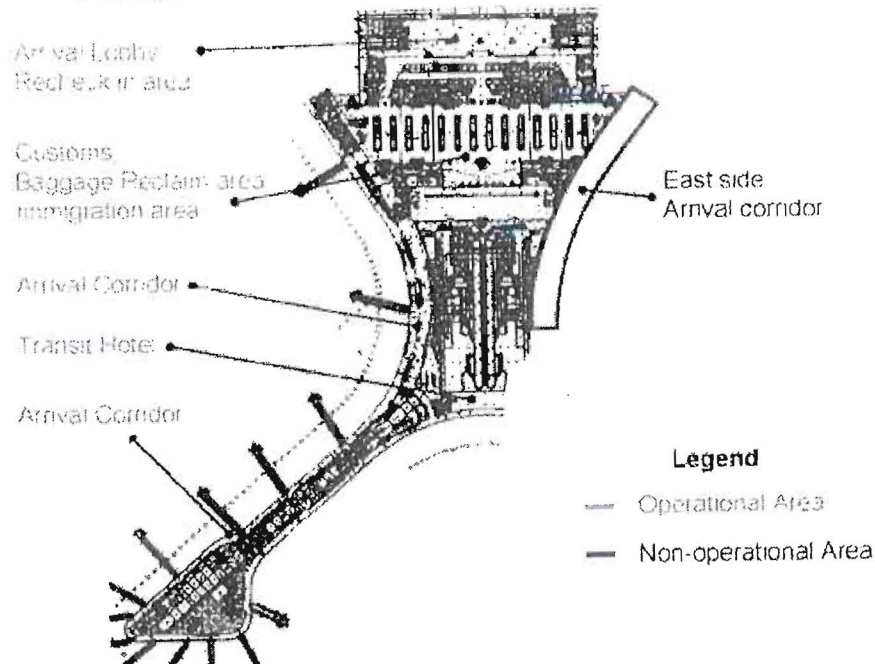 Arrival Lobby
Recheck in area
Customs
Baggage Reclaim area
Immigration area
East side
Arrival corridor
Arrival Corridor
Transit Hotel
Arrival Corridor
Legend
Operational Area
Non-operational Area